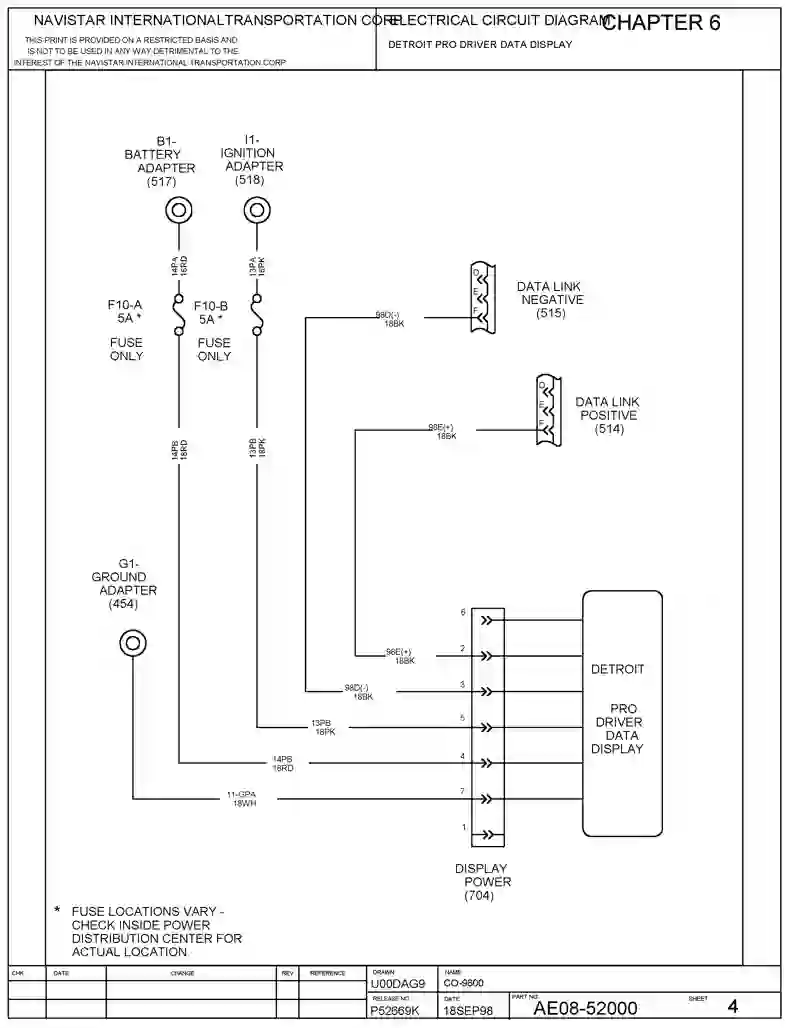 NAVISTAR INTERNATIONAL TRANSPORTATION CORP.
ELECTRICAL CIRCUIT DIAGRAM
CHAPTER 6
THIS PRINT IS PROVIDED ON A RESTRICTED BASIS AND
IS NOT TO BE USED IN ANY WAY DETRIMENTAL TO THE
INTEREST OF THE NAVISTAR INTERNATIONAL TRANSPORTATION CORP
DETROIT PRO DRIVER DATA DISPLAY
B1-
BATTERY
ADAPTER
(517)
I1-
IGNITION
ADAPTER
(518)
14PA
18RD
13PA
18PK
F10-A
5A *
FUSE
ONLY
F10-B
5A *
FUSE
ONLY
D
E
F
DATA LINK
NEGATIVE
(515)
98D(-)
18BK
D
E
F
DATA LINK
POSITIVE
(514)
98E(+)
18BK
14PB
18RD
13PB
18PK
G1-
GROUND
ADAPTER
(454)
6
98E(+)
18BK
2
98D(-)
18BK
3
13PB
18PK
5
14PB
18RD
4
11-GPA
18WH
7
1
DETROIT
PRO
DRIVER
DATA
DISPLAY
DISPLAY
POWER
(704)
* FUSE LOCATIONS VARY -
CHECK INSIDE POWER
DISTRIBUTION CENTER FOR
ACTUAL LOCATION
CHK DATE CHANGE REV REFERENCE
DRAWN
U00DAG9
NAME
CO-9800
RELEASE NO.
P52669K
DATE
18SEP98
PART NO.
AE08-52000
SHEET
4